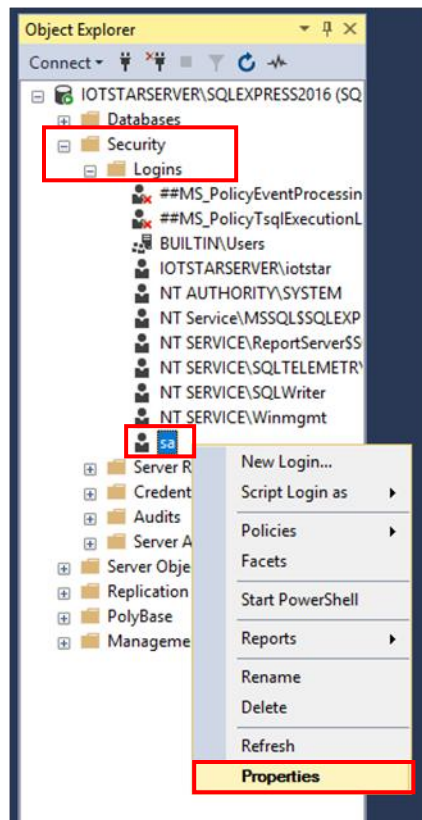 Object Explorer
Connect
IOTSTARSERVER\SQLEXPRESS2016 (SQ
Databases
Security
Logins
##MS_PolicyEventProcessin
##MS_PolicyTsqlExecutionL
BUILTIN\Users
IOTSTARSERVER\iotstar
NT AUTHORITY\SYSTEM
NT Service\MSSQL$SQLEXP
NT SERVICE\ReportServer$S
NT SERVICE\SQLTELEMETRY
NT SERVICE\SQLWriter
NT SERVICE\Winmgmt
sa
Server R
Credent
Audits
Server A
Server Obje
Replication
PolyBase
Manageme
New Login...
Script Login as
Policies
Facets
Start PowerShell
Reports
Rename
Delete
Refresh
Properties